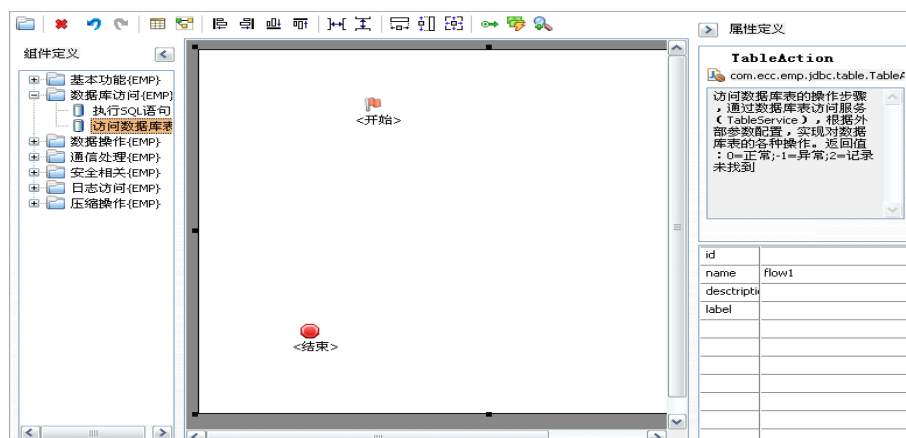 组件定义
基本功能{EMP}
数据库访问{EMP}
执行SQL语句
访问数据库表
数据操作{EMP}
通信处理{EMP}
安全相关{EMP}
日志访问{EMP}
压缩操作{EMP}
<开始>
<结束>
属性定义
TableAction
com.ecc.emp.jdbc.table.TableA
访问数据库表的操作步骤
，通过数据库表访问服务
（TableService），根据外
部参数配置，实现对数据
库表的各种操作。返回值
：0=正常;-1=异常;2=记录
未找到
id
name flow1
desctripti
label